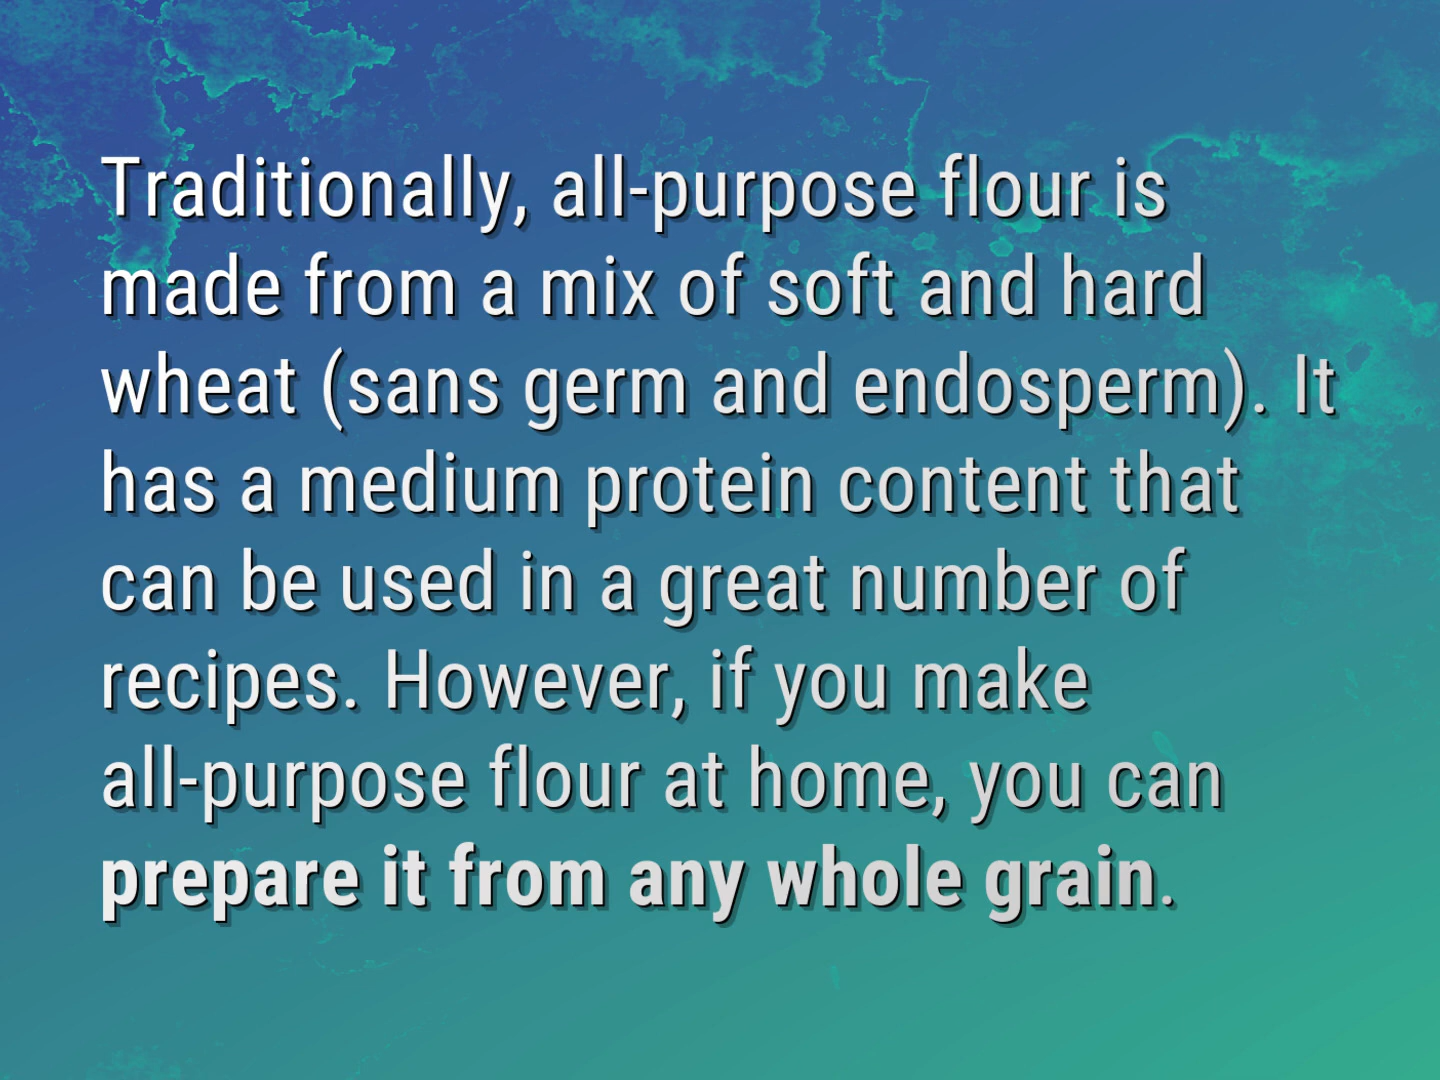 Traditionally, all-purpose flour is
made from a mix of soft and hard
wheat (sans germ and endosperm). It
has a medium protein content that
can be used in a great number of
recipes. However, if you make
all-purpose flour at home, you can
prepare it from any whole grain.